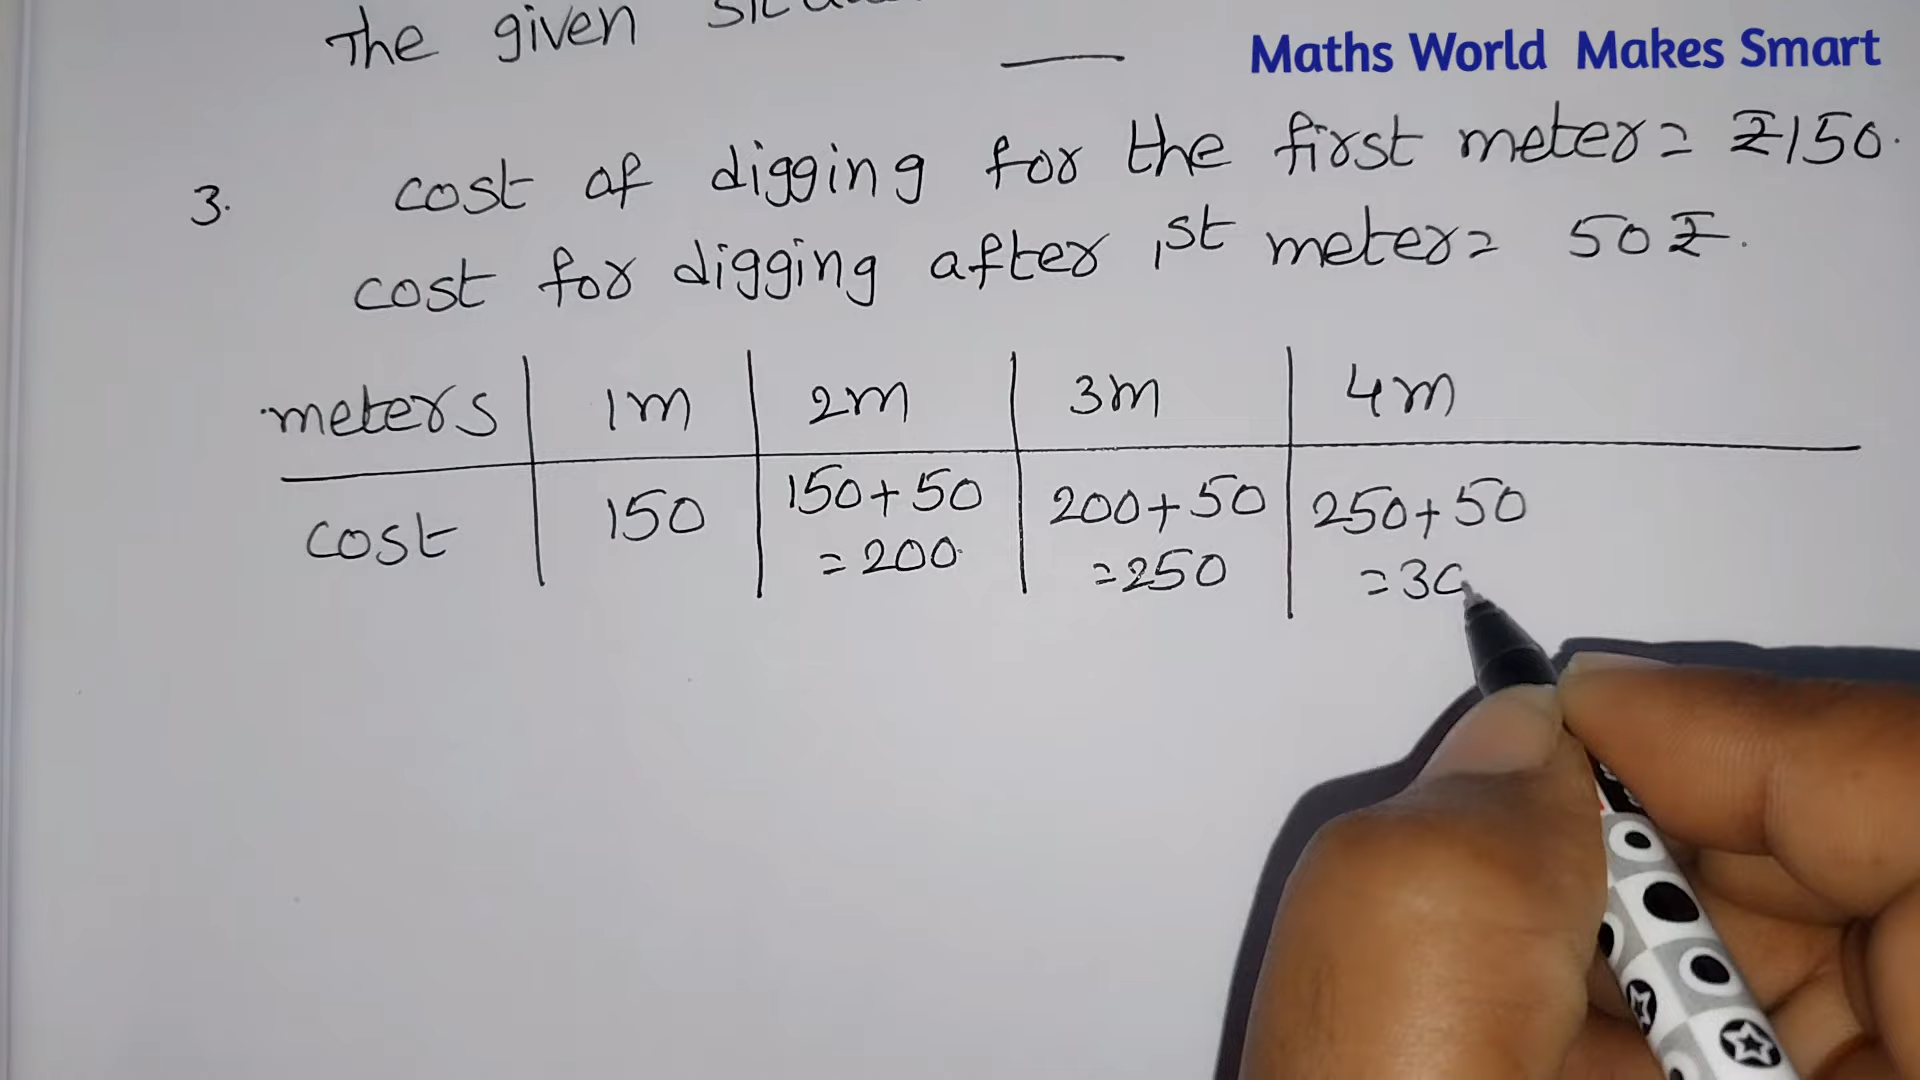 The given
Maths World Makes Smart
3. cost of digging for the first meter = ₹150.
cost for digging after 1st meter = 50₹.
meters 1m 2m 3m 4m
cost 150 150+50 200+50 250+50
=200 =250 =30